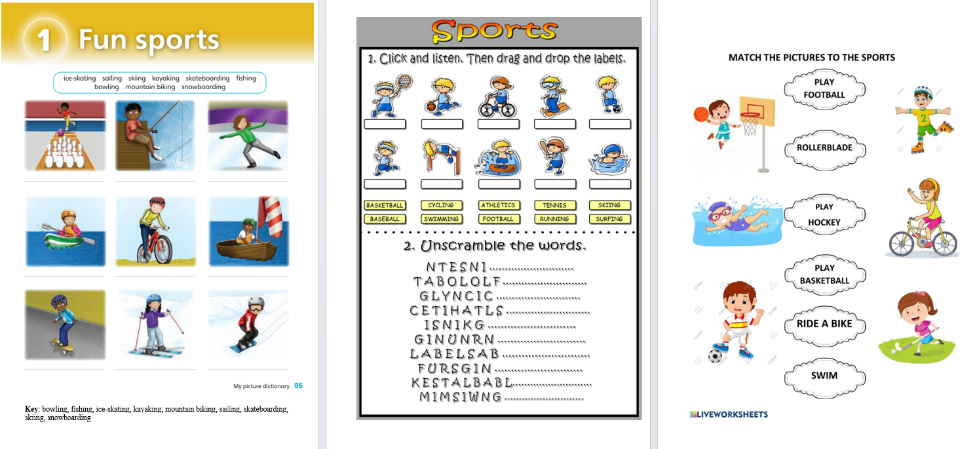 1 Fun sports
ice-skating sailing skiing kayaking skateboarding fishing
bowling mountain biking snowboarding
My picture dictionary 85
Key: bowling, fishing, ice-skating, kayaking, mountain biking, sailing, skateboarding,
skiing, snowboarding
Sports
1. Click and listen. Then drag and drop the labels.
BASKETBALL CYCLING ATHLETICS TENNIS SKIING
BASEBALL SWIMMING FOOTBALL RUNNING SURFING
2. Unscramble the words.
NTESNI
TABOLOLF
GLYNCIC
CETIHATLS
ISNIKG
GINUNRN
LABELSAB
FURSGIN
KESTALBABL
MIMSIWNG
MATCH THE PICTURES TO THE SPORTS
PLAY
FOOTBALL
ROLLERBLADE
PLAY
HOCKEY
PLAY
BASKETBALL
RIDE A BIKE
SWIM
2
LIVEWORKSHEETS